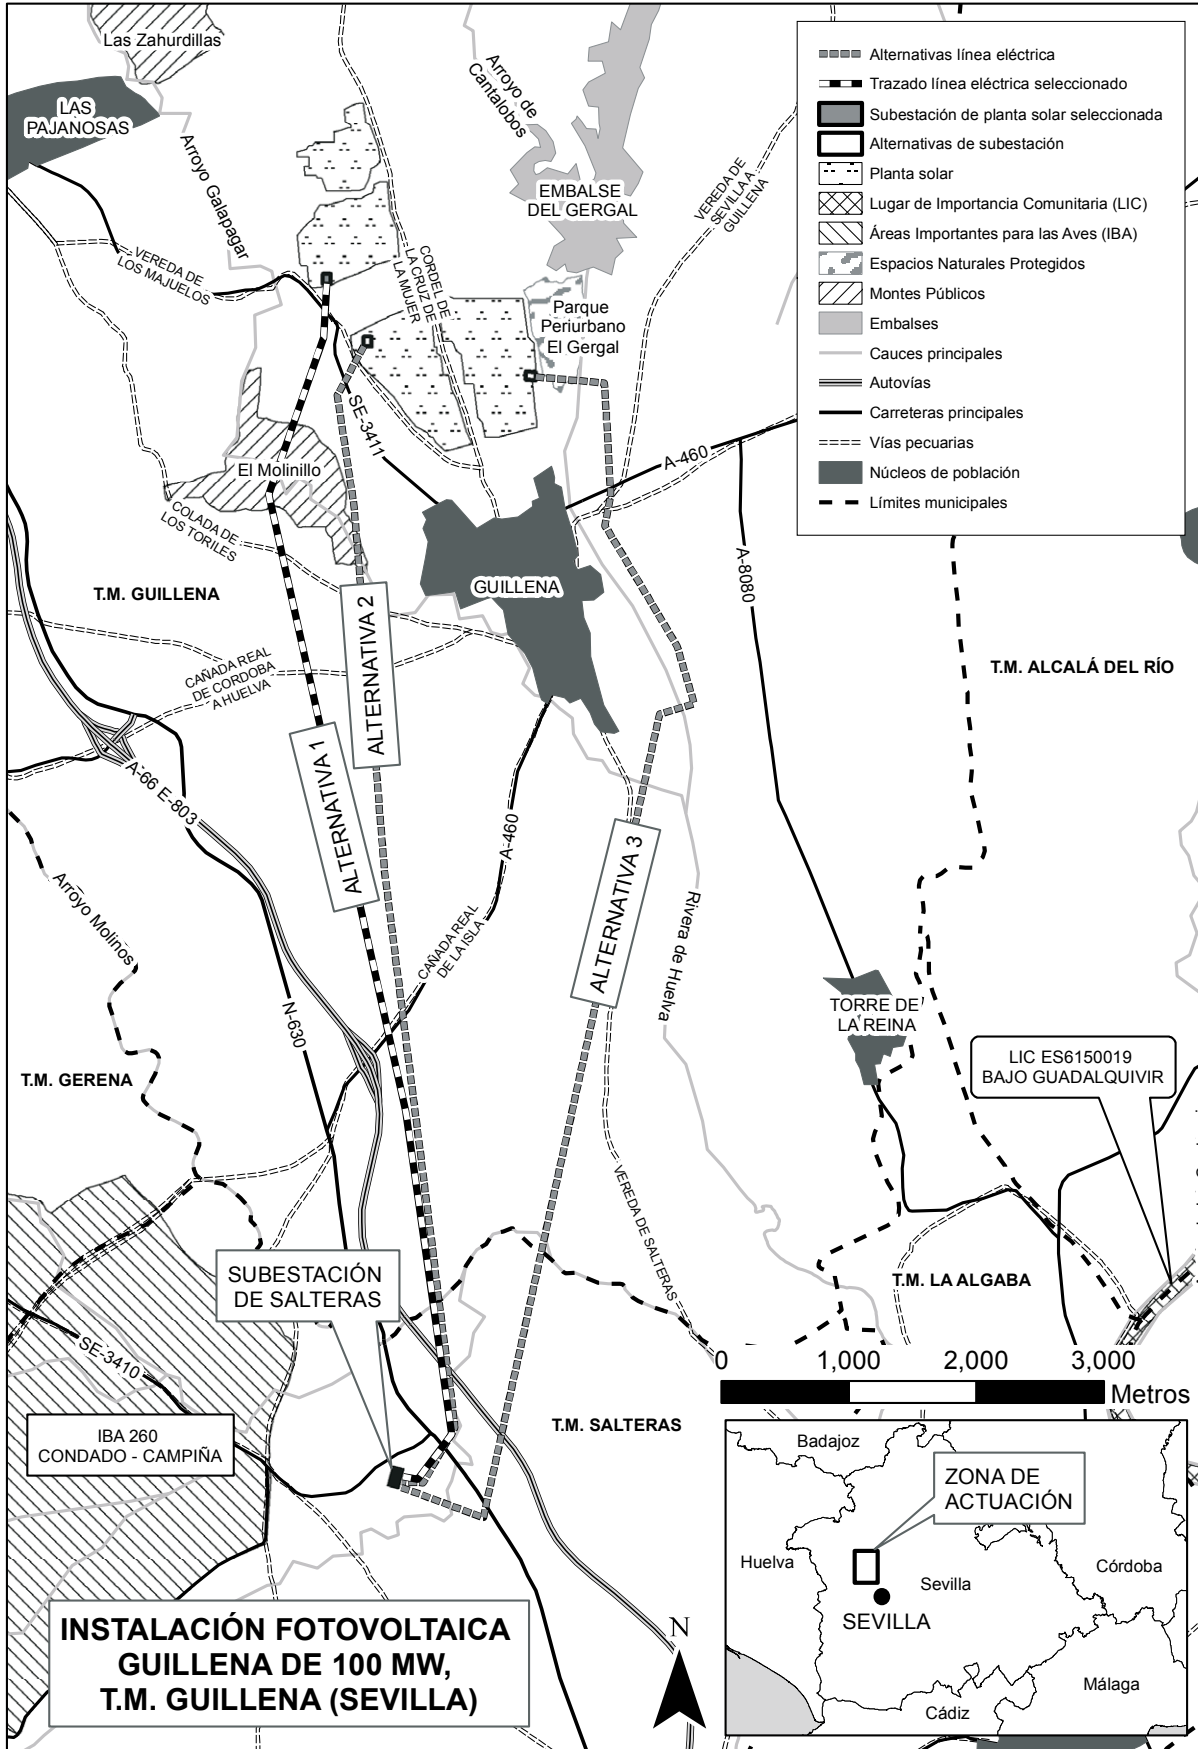 Las Zahurdillas
LAS
PAJANOSAS
Arroyo Galapagar
Arroyo de
Cantalobos
EMBALSE
DEL GERGAL
VEREDA DE
SEVILLA A
GUILLENA
VEREDA DE
LOS MAJUELOS
CORDEL DE
LA CRUZ DE
LA MUJER
Parque
Periurbano
El Gergal
SE-3411
El Molinillo
A-460
COLADA DE
LOS TORILES
A-8080
GUILLENA
T.M. GUILLENA
T.M. ALCALÁ DEL RÍO
CAÑADA REAL
DE CORDOBA
A HUELVA
ALTERNATIVA 2
ALTERNATIVA 1
ALTERNATIVA 3
A-66 E-803
A-460
Arroyo Molinos
CAÑADA REAL
DE LA ISLA
Rivera de Huelva
N-630
TORRE DE
LA REINA
T.M. GERENA
LIC ES6150019
BAJO GUADALQUIVIR
VEREDA DE SALTERAS
SUBESTACIÓN
DE SALTERAS
T.M. LA ALGABA
SE-3410
IBA 260
CONDADO - CAMPIÑA
T.M. SALTERAS
Alternativas línea eléctrica
Trazado línea eléctrica seleccionado
Subestación de planta solar seleccionada
Alternativas de subestación
Planta solar
Lugar de Importancia Comunitaria (LIC)
Áreas Importantes para las Aves (IBA)
Espacios Naturales Protegidos
Montes Públicos
Embalses
Cauces principales
Autovías
Carreteras principales
Vías pecuarias
Núcleos de población
Límites municipales
0 1,000 2,000 3,000
Metros
Badajoz
ZONA DE
ACTUACIÓN
Huelva
Córdoba
Sevilla
SEVILLA
Málaga
Cádiz
N
INSTALACIÓN FOTOVOLTAICA
GUILLENA DE 100 MW,
T.M. GUILLENA (SEVILLA)